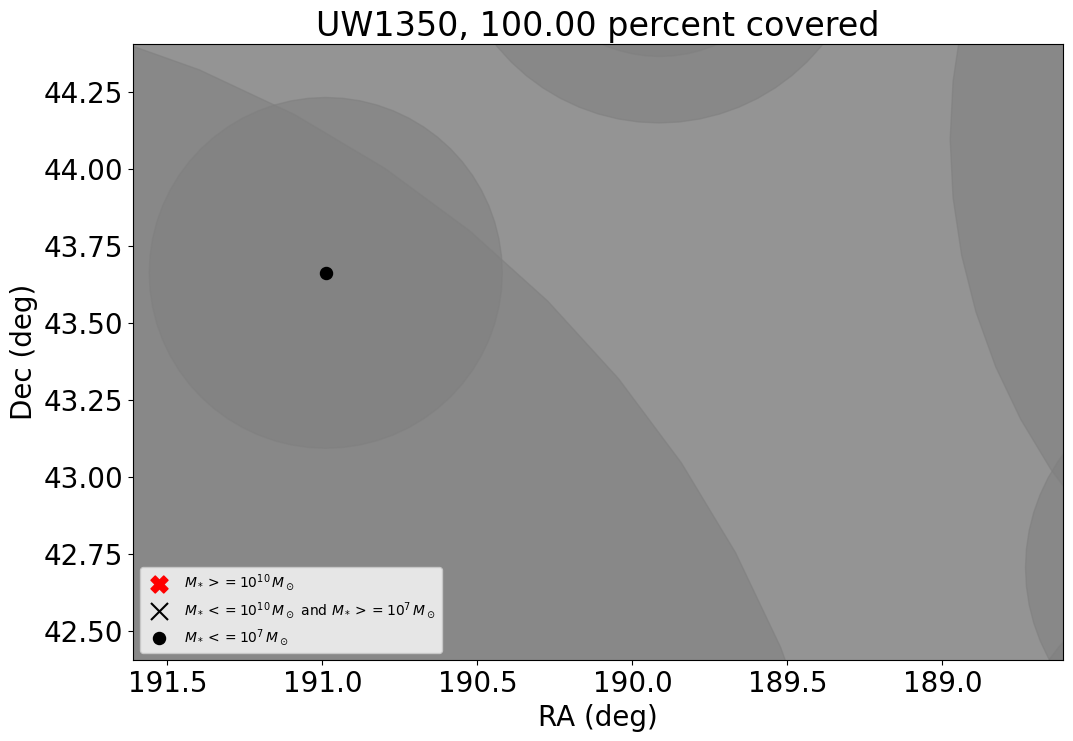 UW1350, 100.00 percent covered
44.25
44.00
43.75
43.50
43.25
43.00
42.75
42.50
Dec (deg)
M* >= 10^10 M⊙
M* <= 10^10 M⊙ and M* >= 10^7 M⊙
M* <= 10^7 M⊙
191.5 191.0 190.5 190.0 189.5 189.0
RA (deg)